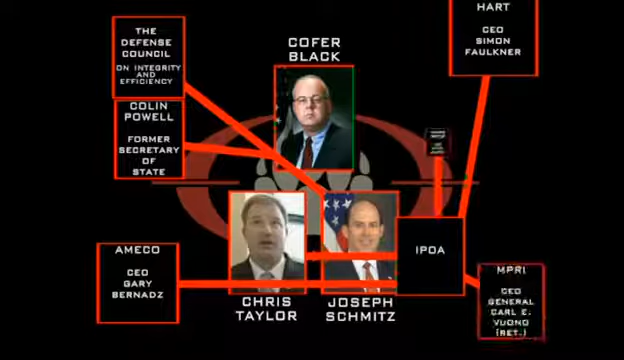 THE
DEFENSE
COUNCIL
ON INTEGRITY
AND
EFFICIENCY
COLIN
POWELL
FORMER
SECRETARY
OF
STATE
COFER
BLACK
HART
CEO
SIMON
FAULKNER
AMECO
CEO
GARY
BERNADZ
CHRIS
TAYLOR
JOSEPH
SCHMITZ
IPOA
MPRI
CEO
GENERAL
CARL E.
VUONO
(RET.)